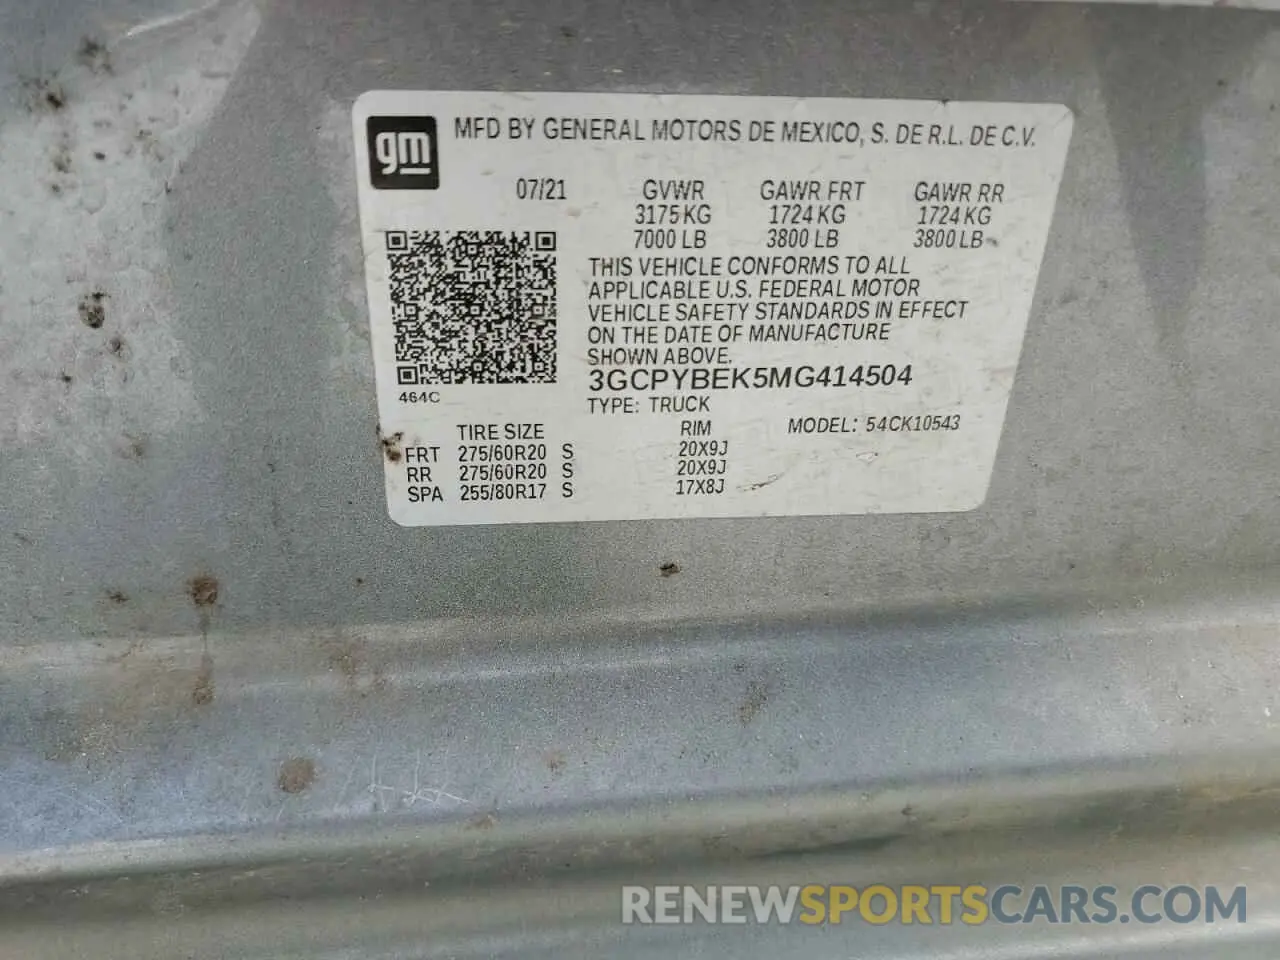 gm
MFD BY GENERAL MOTORS DE MEXICO, S. DE R.L. DE C.V.
07/21 GVWR GAWR FRT GAWR RR
3175 KG 1724 KG 1724 KG
7000 LB 3800 LB 3800 LB
THIS VEHICLE CONFORMS TO ALL
APPLICABLE U.S. FEDERAL MOTOR
VEHICLE SAFETY STANDARDS IN EFFECT
ON THE DATE OF MANUFACTURE
SHOWN ABOVE.
3GCPYBEK5MG414504
464C
TYPE: TRUCK
MODEL: 54CK10543
TIRE SIZE RIM
FRT 275/60R20 S 20X9J
RR 275/60R20 S 20X9J
SPA 255/80R17 S 17X8J
RENEWSPORTSCARS.COM